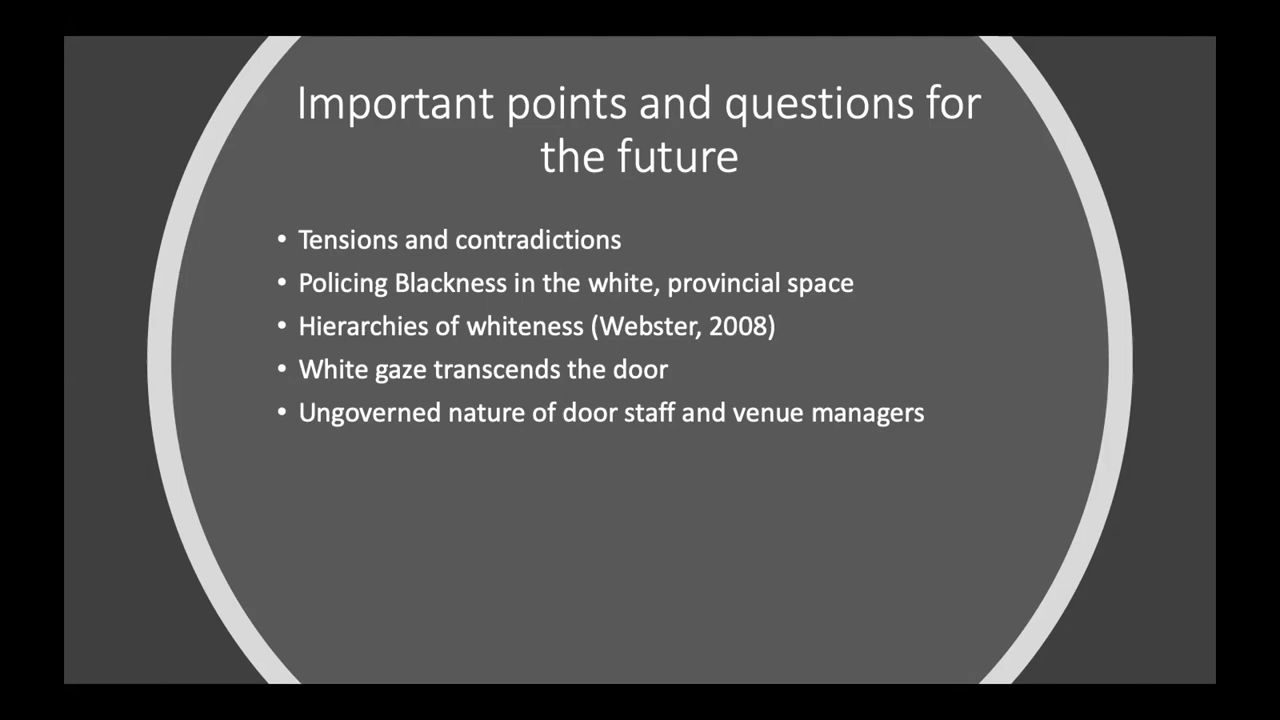 Important points and questions for
the future
• Tensions and contradictions
• Policing Blackness in the white, provincial space
• Hierarchies of whiteness (Webster, 2008)
• White gaze transcends the door
• Ungoverned nature of door staff and venue managers